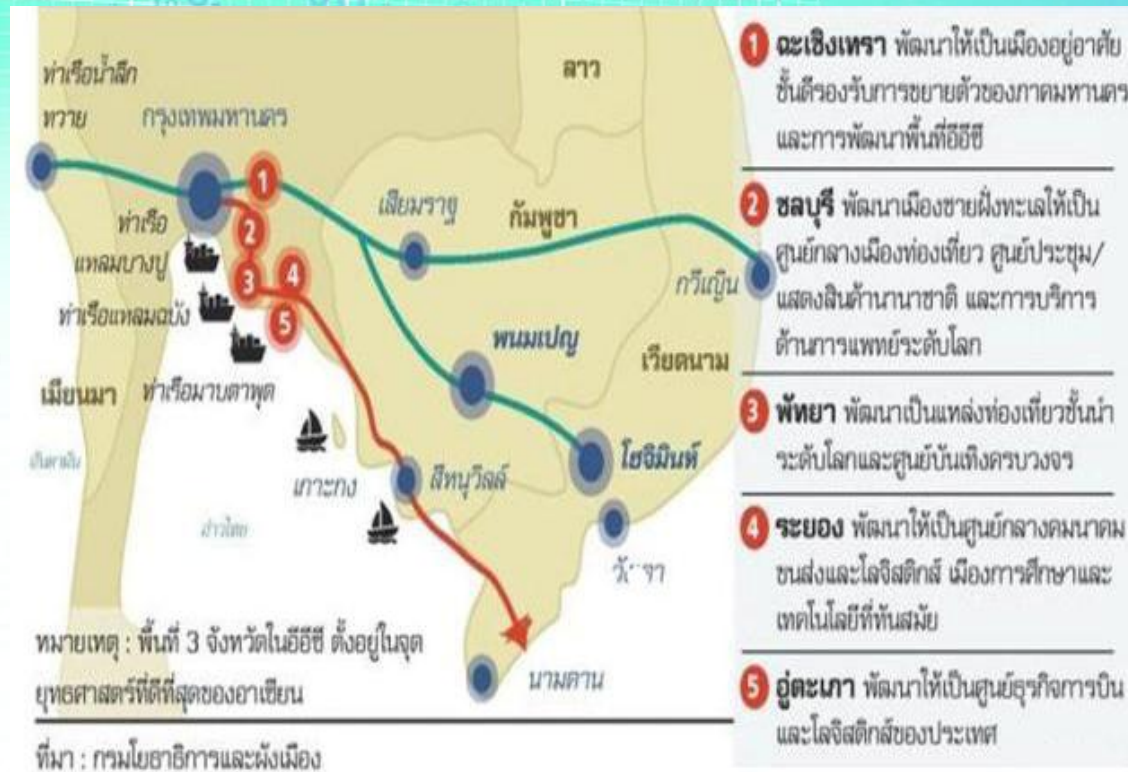 ท่าเรือน้ำลึก
ทวาย
กรุงเทพมหานคร
ลาว
เสียมราฐ
กัมพูชา
ท่าเรือ
แหลมบางปู
ท่าเรือแหลมฉบัง
ท่าเรือมาบตาพุด
เมียนมา
อันดามัน
อ่าวไทย
เกาะกง
พนมเปญ
กวีเญิน
เวียดนาม
โฮจิมินห์
สีหนุวิลล์
นามคาน
1
2
3
4
5
หมายเหตุ : พื้นที่ 3 จังหวัดในอีอีซี ตั้งอยู่ในจุด
ยุทธศาสตร์ที่ดีที่สุดของอาเซียน
ที่มา : กรมโยธาธิการและผังเมือง
1 ฉะเชิงเทรา พัฒนาให้เป็นเมืองอยู่อาศัย
ชั้นดีรองรับการขยายตัวของภาคมหานคร
และการพัฒนาพื้นที่อีอีซี
2 ชลบุรี พัฒนาเมืองชายฝั่งทะเลให้เป็น
ศูนย์กลางเมืองท่องเที่ยว ศูนย์ประชุม/
แสดงสินค้านานาชาติ และการบริการ
ด้านการแพทย์ระดับโลก
3 พัทยา พัฒนาเป็นแหล่งท่องเที่ยวชั้นนำ
ระดับโลกและศูนย์บันเทิงครบวงจร
4 ระยอง พัฒนาให้เป็นศูนย์กลางคมนาคม
ขนส่งและโลจิสติกส์ เมืองการศึกษาและ
เทคโนโลยีที่ทันสมัย
5 อู่ตะเภา พัฒนาให้เป็นศูนย์ธุรกิจการบิน
และโลจิสติกส์ของประเทศ